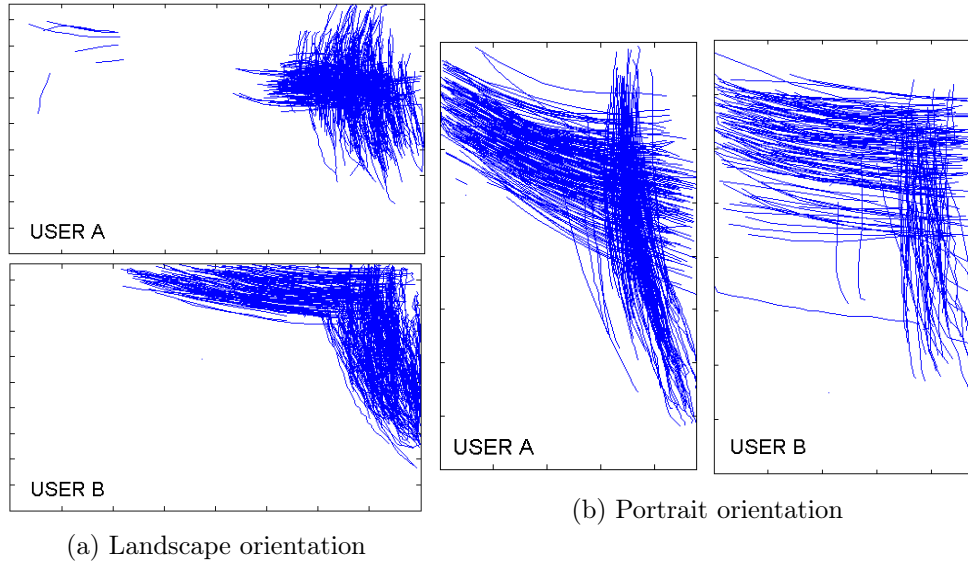 USER A
USER B
(a) Landscape orientation
USER A
USER B
(b) Portrait orientation